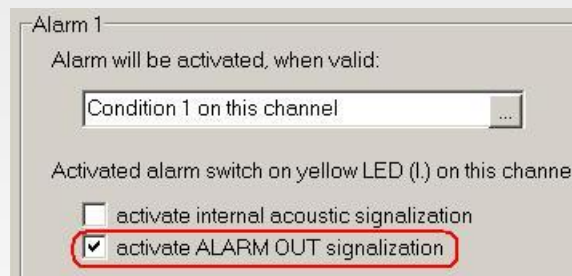 Alarm 1
Alarm will be activated, when valid:
Condition 1 on this channel ...
Activated alarm switch on yellow LED (I.) on this channe
activate internal acoustic signalization
activate ALARM OUT signalization